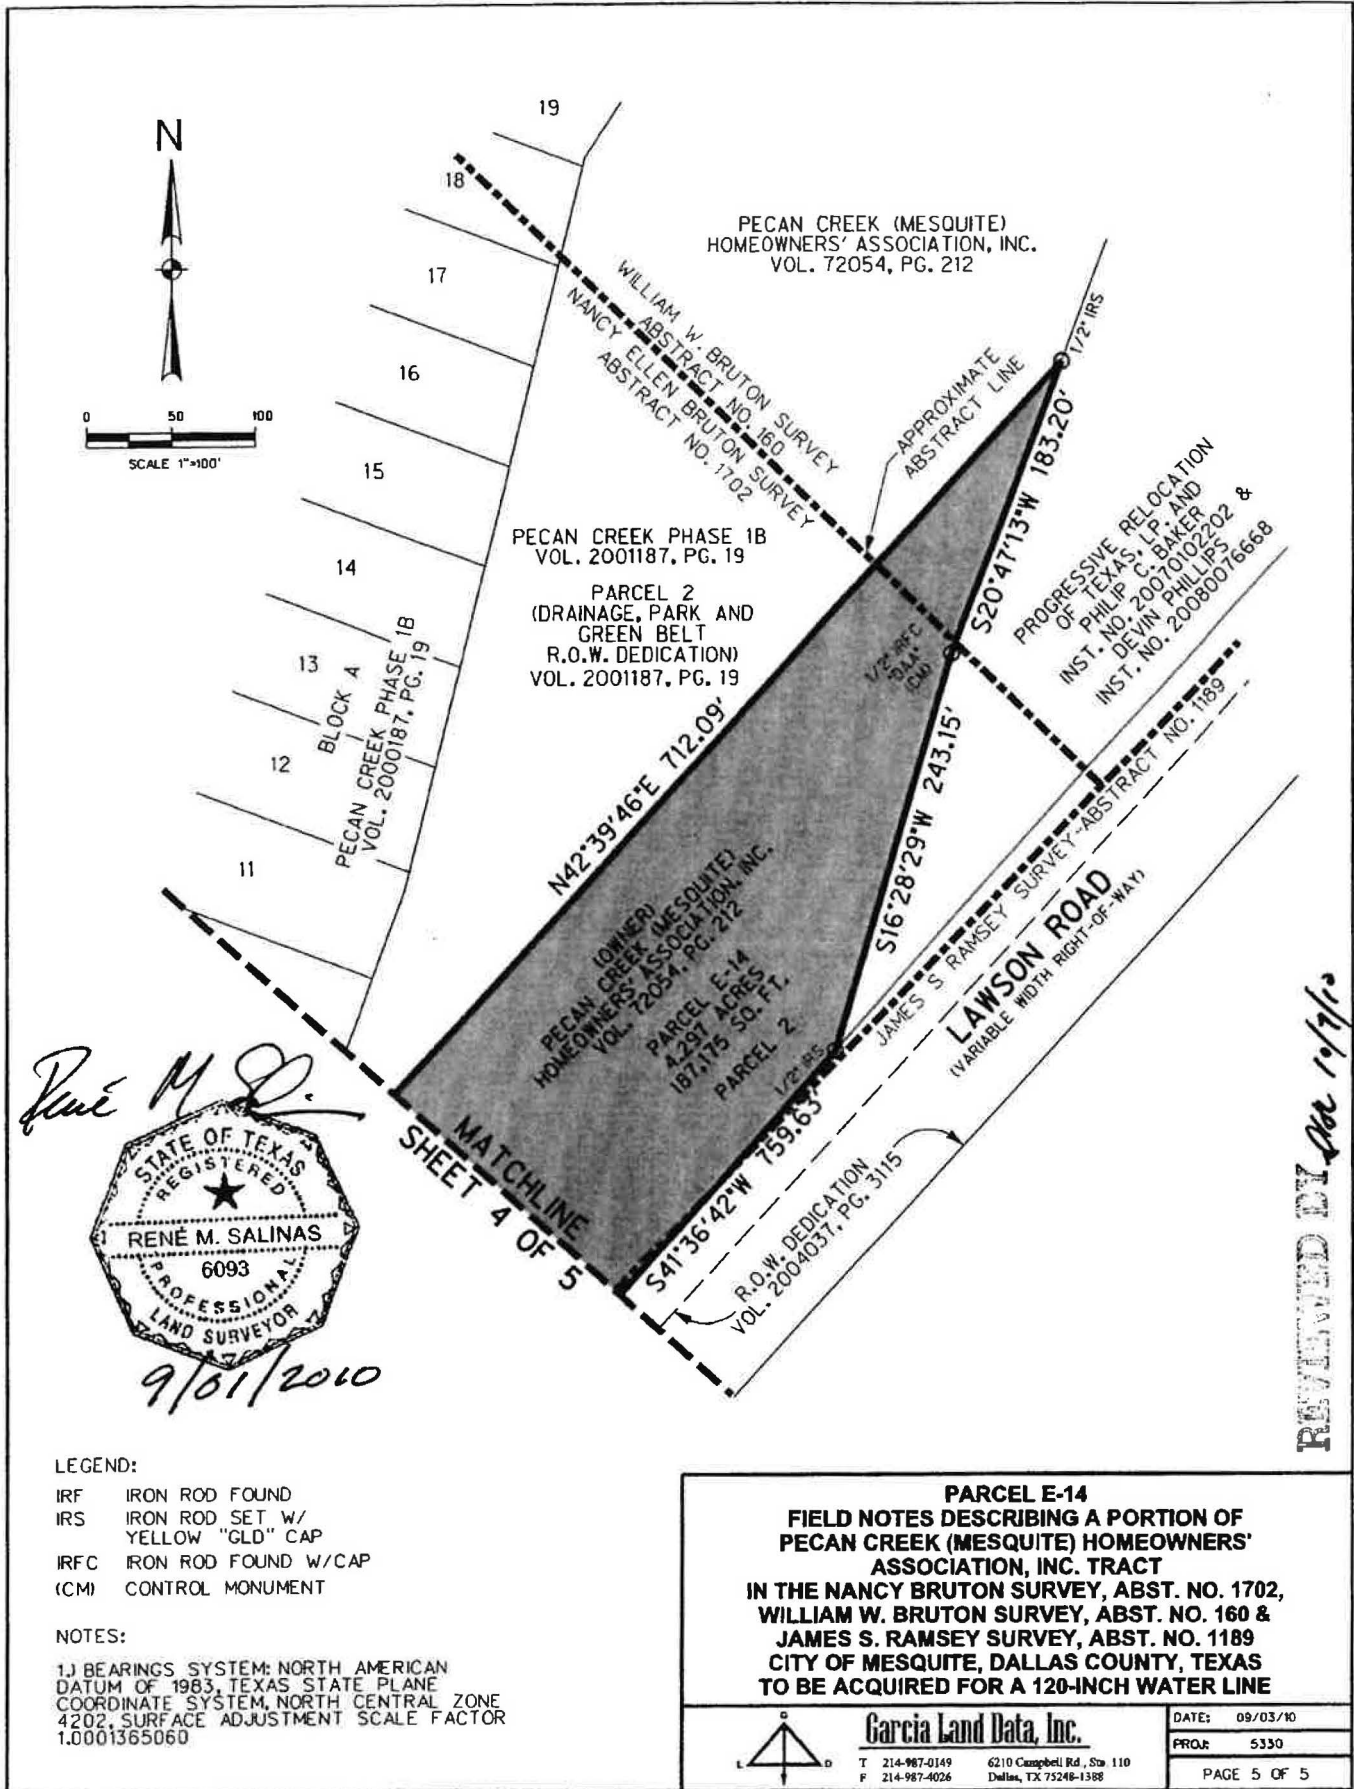 N
0 50 100
SCALE 1"=100'
19
18
17
16
15
14
13
12
11
BLOCK A
PECAN CREEK PHASE 1B
VOL. 2000187, PG. 19
PECAN CREEK (MESQUITE)
HOMEOWNERS' ASSOCIATION, INC.
VOL. 72054, PG. 212
WILLIAM W. BRUTON SURVEY
ABSTRACT NO. 160
NANCY ELLEN BRUTON SURVEY
ABSTRACT NO. 1702
APPROXIMATE
ABSTRACT LINE
1/2" IRS
S20°47'13"W 183.20'
PECAN CREEK PHASE 1B
VOL. 2001187, PG. 19
PARCEL 2
(DRAINAGE, PARK AND
GREEN BELT
R.O.W. DEDICATION)
VOL. 2001187, PG. 19
PROGRESSIVE RELOCATION
OF TEXAS, LP. AND
PHILIP C. BAKER
INST. NO. 20070102202 &
DEVIN PHILLIPS
INST. NO. 20080076668
1/2" IRFC
"DAA"
(CM)
N42°39'46"E 712.09'
S16°28'29"W 243.15'
(OWNER)
PECAN CREEK (MESQUITE)
HOMEOWNERS' ASSOCIATION, INC.
VOL. 72054, PG. 212
PARCEL E-14
4.297 ACRES
187,175 SO. FT.
PARCEL 2
1/2" IRS
JAMES S RAMSEY SURVEY-ABSTRACT NO. 1189
LAWSON ROAD
(VARIABLE WIDTH RIGHT-OF-WAY)
S41°36'42"W 759.63'
R.O.W. DEDICATION
VOL. 2004037, PG. 3115
MATCHLINE
SHEET 4 OF 5
René M
STATE OF TEXAS
REGISTERED
RENÉ M. SALINAS
6093
PROFESSIONAL
LAND SURVEYOR
9/01/2010
REVIEWED BY
LEGEND:
IRF IRON ROD FOUND
IRS IRON ROD SET W/
YELLOW "GLD" CAP
IRFC IRON ROD FOUND W/CAP
(CM) CONTROL MONUMENT
NOTES:
1.) BEARINGS SYSTEM: NORTH AMERICAN
DATUM OF 1983, TEXAS STATE PLANE
COORDINATE SYSTEM, NORTH CENTRAL ZONE
4202, SURFACE ADJUSTMENT SCALE FACTOR
1.0001365060
PARCEL E-14
FIELD NOTES DESCRIBING A PORTION OF
PECAN CREEK (MESQUITE) HOMEOWNERS'
ASSOCIATION, INC. TRACT
IN THE NANCY BRUTON SURVEY, ABST. NO. 1702,
WILLIAM W. BRUTON SURVEY, ABST. NO. 160 &
JAMES S. RAMSEY SURVEY, ABST. NO. 1189
CITY OF MESQUITE, DALLAS COUNTY, TEXAS
TO BE ACQUIRED FOR A 120-INCH WATER LINE
G
L D
Garcia Land Data, Inc.
T 214-987-0149 6210 Campbell Rd., Ste. 110
F 214-987-4026 Dallas, TX 75248-1388
DATE: 09/03/10
PROJ: 5330
PAGE 5 OF 5